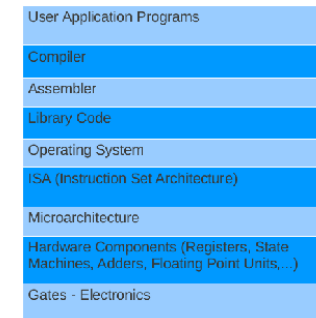 User Application Programs
Compiler
Assembler
Library Code
Operating System
ISA (Instruction Set Architecture)
Microarchitecture
Hardware Components (Registers, State
Machines, Adders, Floating Point Units,...)
Gates - Electronics